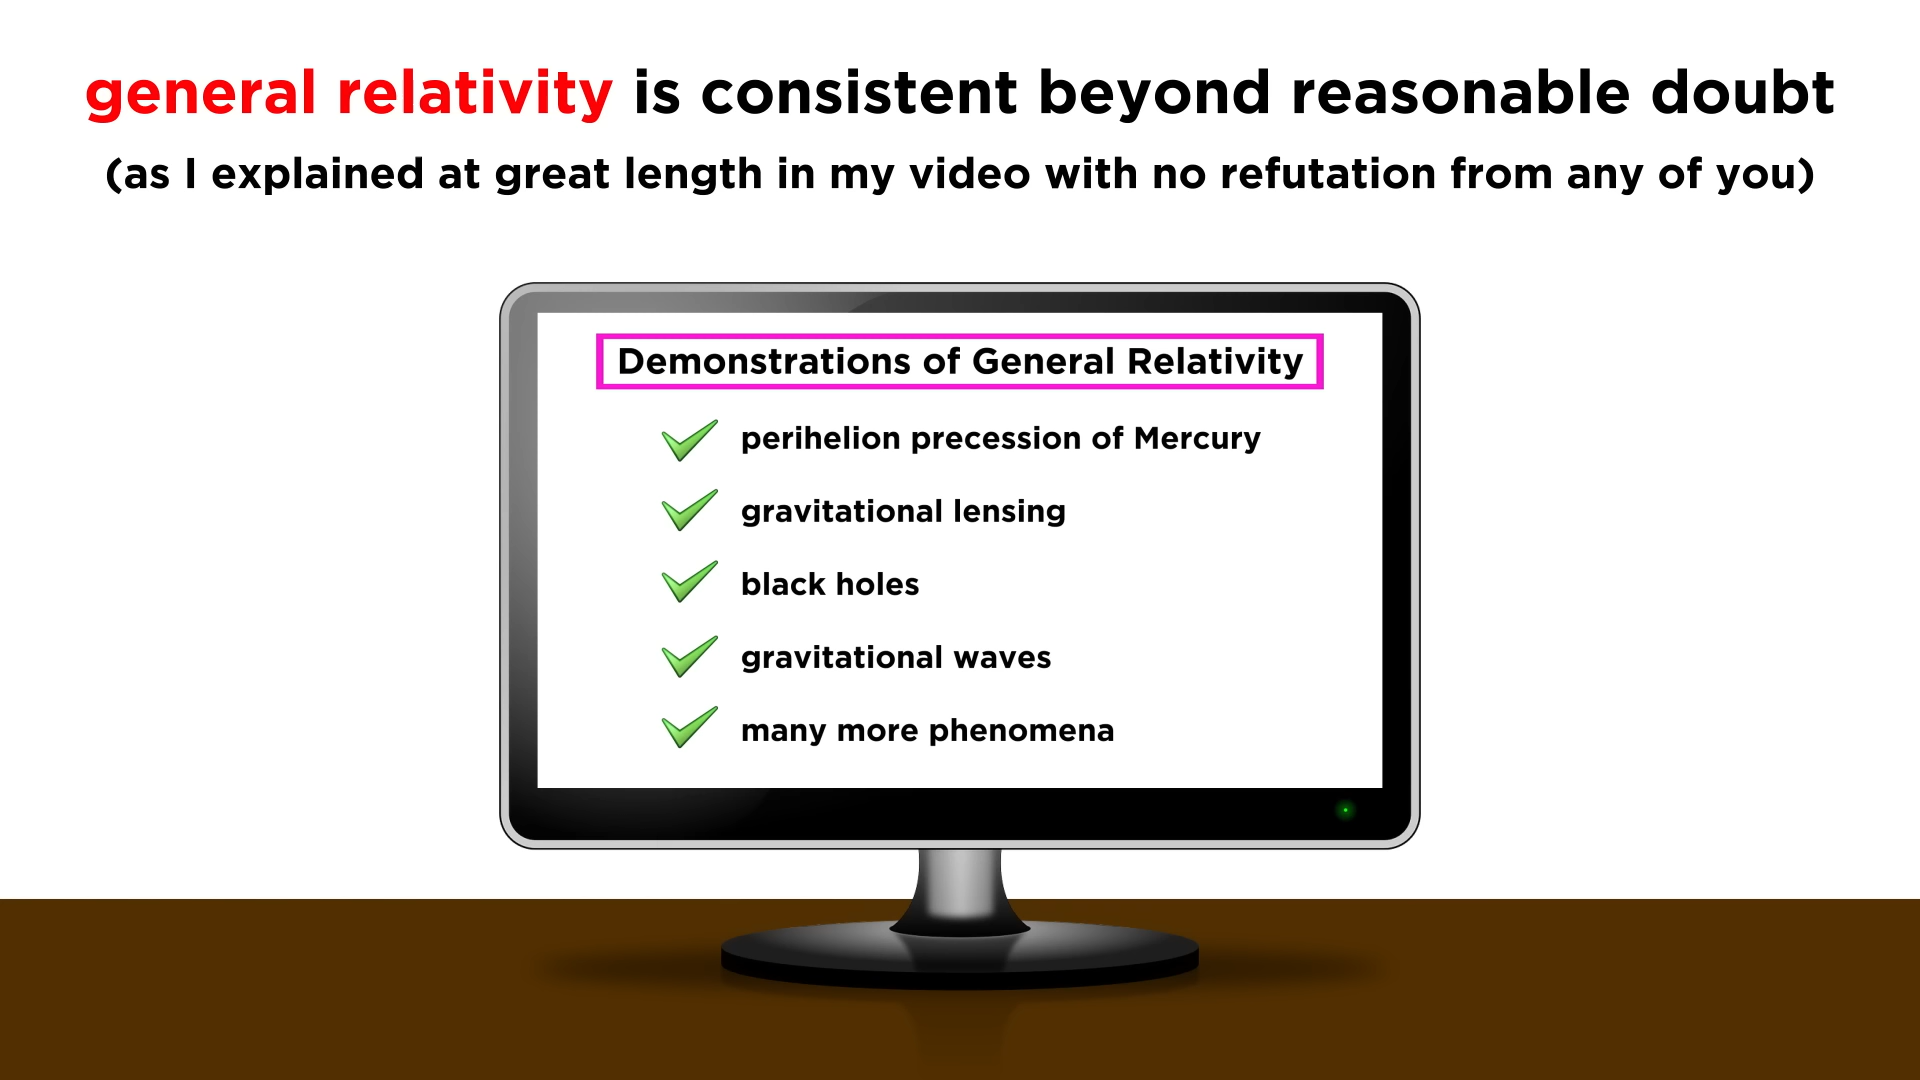 general relativity is consistent beyond reasonable doubt
(as I explained at great length in my video with no refutation from any of you)
Demonstrations of General Relativity
perihelion precession of Mercury
gravitational lensing
black holes
gravitational waves
many more phenomena